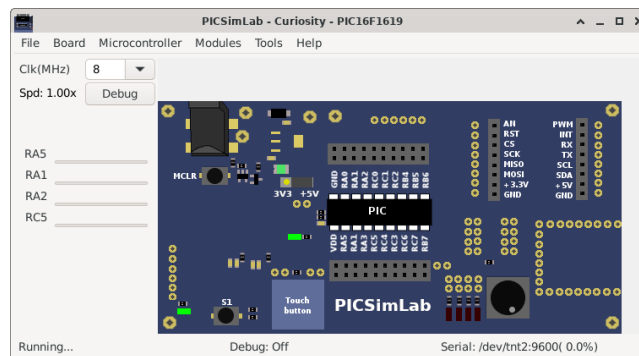 PICSimLab - Curiosity - PIC16F1619
File Board Microcontroller Modules Tools Help
Clk(MHz) 8
Spd: 1.00x Debug
RA5
RA1
RA2
RC5
MCLR
3V3 +5V
GND RA0 RA1 RA2 RC0 RC1 RC2 RB4 RB5 RB6
PIC
VDD RA5 RA1 RA3 RC5 RC4 RC3 RC6 RC7 RB7
AN PWM
RST INT
CS RX
SCK TX
MISO SCL
MOSI SDA
+3.3V +5V
GND GND
S1
Touch
button
PICSimLab
Running... Debug: Off Serial: /dev/tnt2:9600( 0.0%)